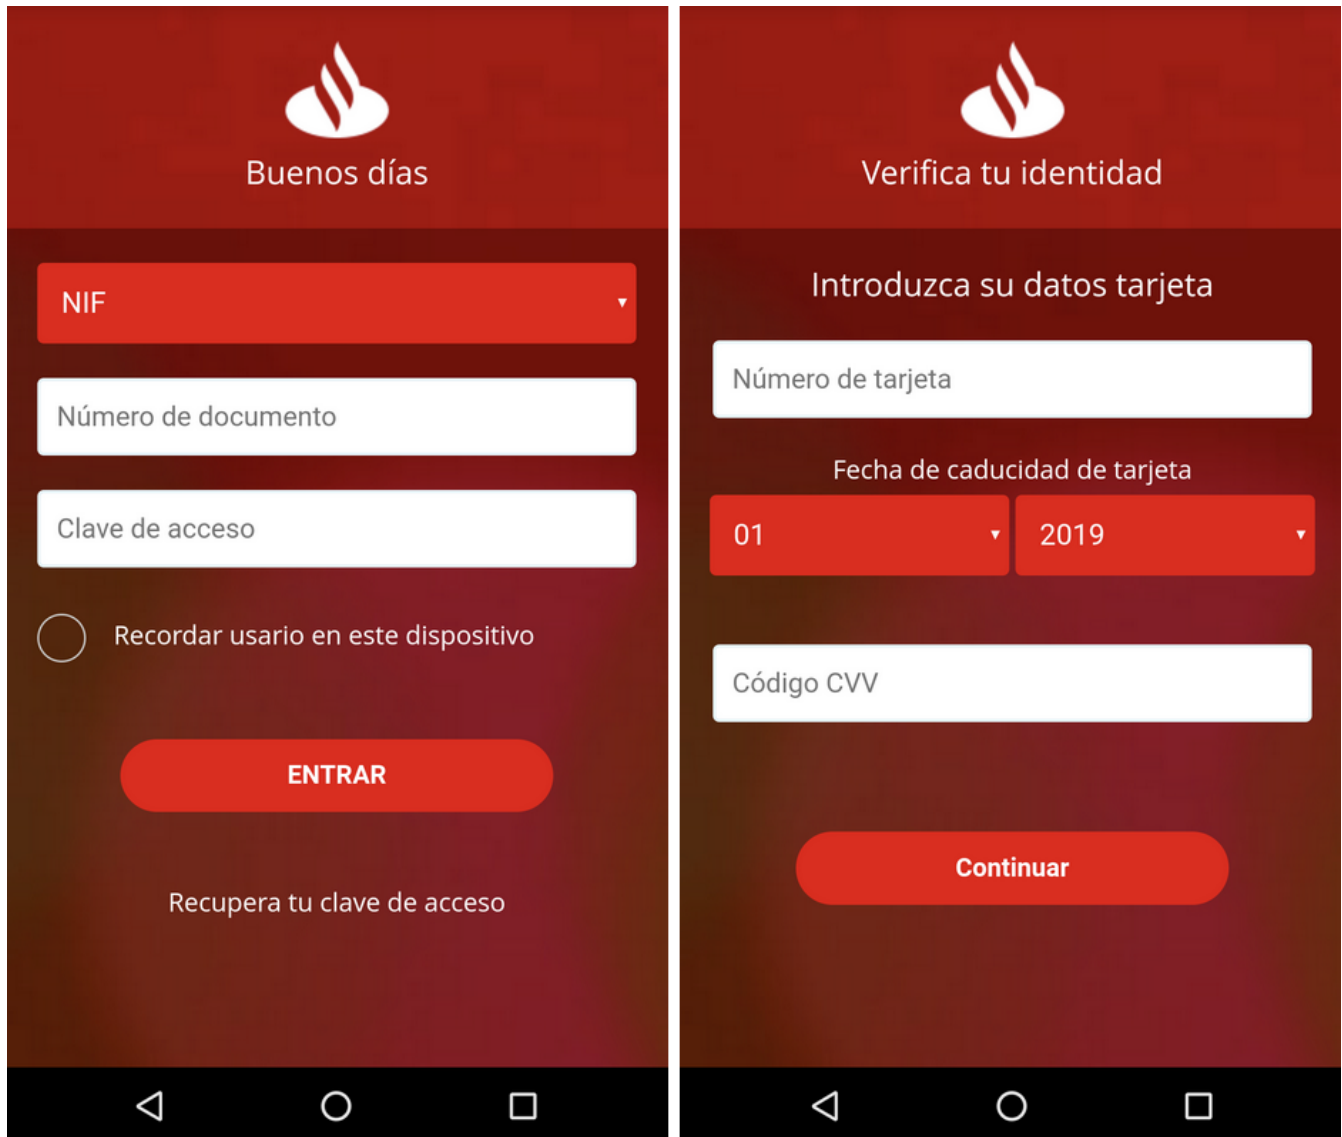 Buenos días
NIF
Número de documento
Clave de acceso
Recordar usario en este dispositivo
ENTRAR
Recupera tu clave de acceso
Verifica tu identidad
Introduzca su datos tarjeta
Número de tarjeta
Fecha de caducidad de tarjeta
01 2019
Código CVV
Continuar